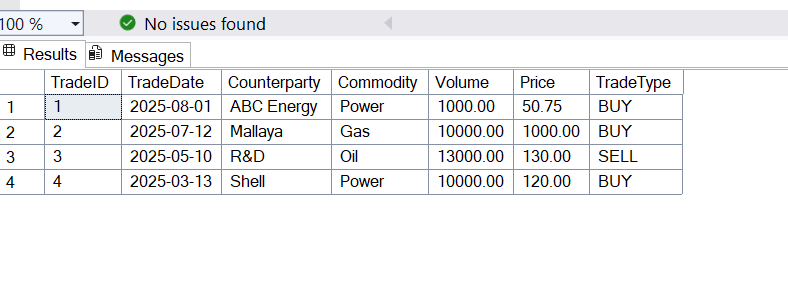 100 % No issues found
Results Messages
TradeID TradeDate Counterparty Commodity Volume Price TradeType
1 1 2025-08-01 ABC Energy Power 1000.00 50.75 BUY
2 2 2025-07-12 Mallaya Gas 10000.00 1000.00 BUY
3 3 2025-05-10 R&D Oil 13000.00 130.00 SELL
4 4 2025-03-13 Shell Power 10000.00 120.00 BUY